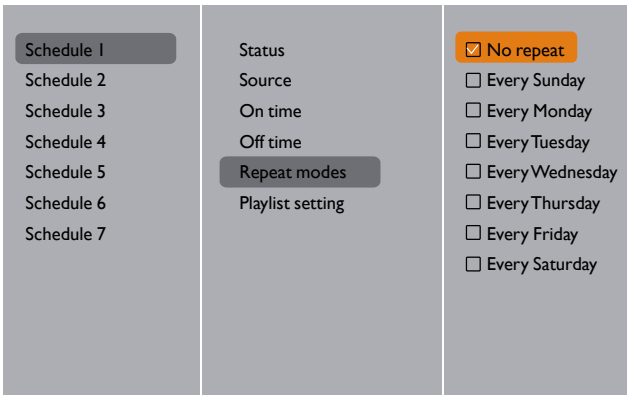 Schedule 1
Schedule 2
Schedule 3
Schedule 4
Schedule 5
Schedule 6
Schedule 7
Status
Source
On time
Off time
Repeat modes
Playlist setting
No repeat
Every Sunday
Every Monday
Every Tuesday
Every Wednesday
Every Thursday
Every Friday
Every Saturday